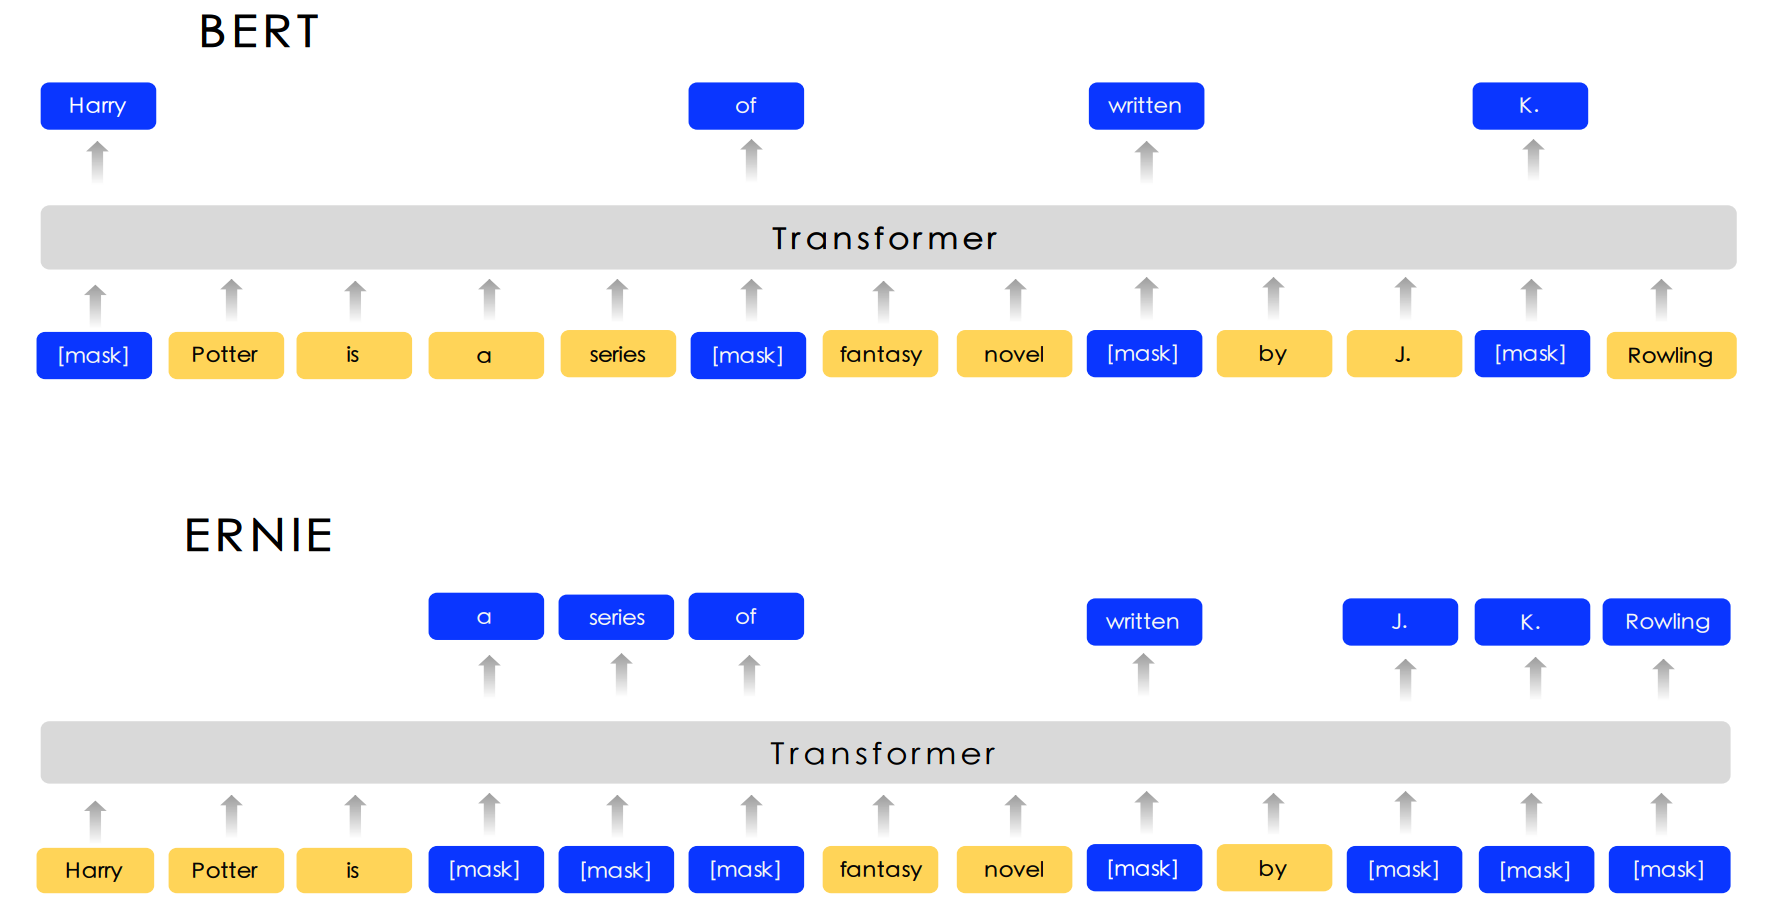 BERT
Harry of written K.
Transformer
[mask] Potter is a series [mask] fantasy novel [mask] by J. [mask] Rowling
ERNIE
a series of written J. K. Rowling
Transformer
Harry Potter is [mask] [mask] [mask] fantasy novel [mask] by [mask] [mask] [mask]